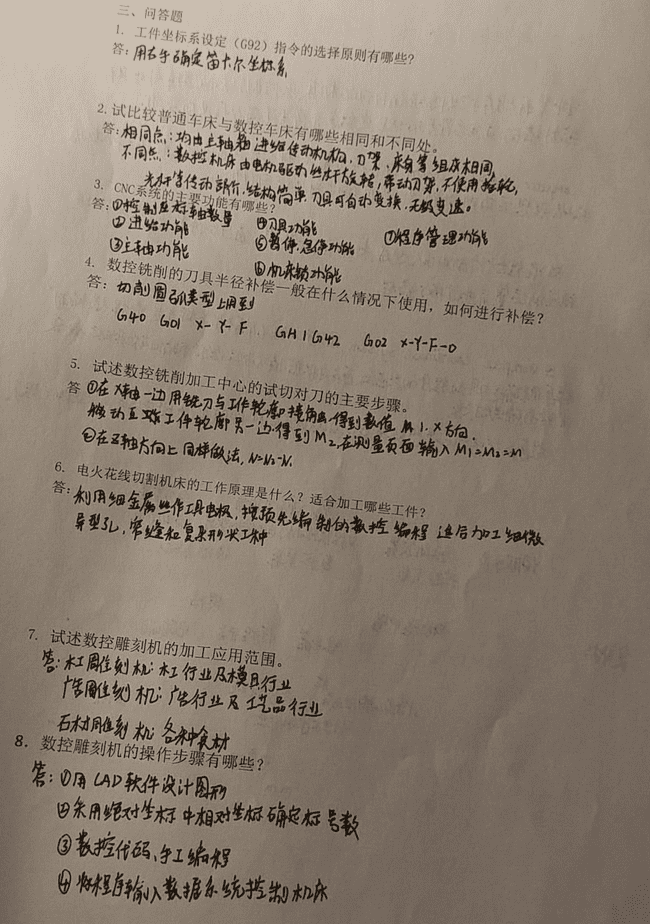 三、问答题
1. 工件坐标系设定（G92）指令的选择原则有哪些？
答：用右手确定笛卡尔坐标系
2.试比较普通车床与数控车床有哪些相同和不同处。
答：相同点：均由主轴箱 进给传动机构，刀架、床身等组成相同，
不同点：数控机床由电机驱动丝杆旋转，带动刀架，不使用挂轮，
光杆等传动部件，结构简单 刀具可自动变换，无级变速。
3. CNC系统的主要功能有哪些？
答：①控制坐标轴数量 ④刀具功能 ⑦程序管理功能
②进给功能 ⑤暂停，急停功能
③主轴功能 ⑥机床锁功能
4. 数控铣削的刀具半径补偿一般在什么情况下使用，如何进行补偿？
答：切削圆弧类型上用到
G40 G01 X- Y- F G41 G42 G02 X-Y-F-D
5. 试述数控铣削加工中心的试切对刀的主要步骤。
答 ①在X轴一边用铣刀与工件轮廓接触，得到数值 M1. X方向.
移动至 工件轮廓另一边.得到M2,在测量页面输入M1=M2=M
②在 轴方向上 同样做法, N=N2-N.
6. 电火花线切割机床的工作原理是什么？适合加工哪些工件？
答：利用细金属丝作工具电极，按预先编制的数控编程 适合加工细微
异型孔，窄缝和复杂形状工种
7. 试述数控雕刻机的加工应用范围。
答：木工雕刻机：木工行业及模具行业
广告雕刻机：广告行业及工艺品行业
石材雕刻机：各种食材
8. 数控雕刻机的操作步骤有哪些？
答：①用CAD软件设计图形
②采用绝对坐标中相对坐标确定标号数
③数控代码，手工编程
④将程序输入数据系统控制机床